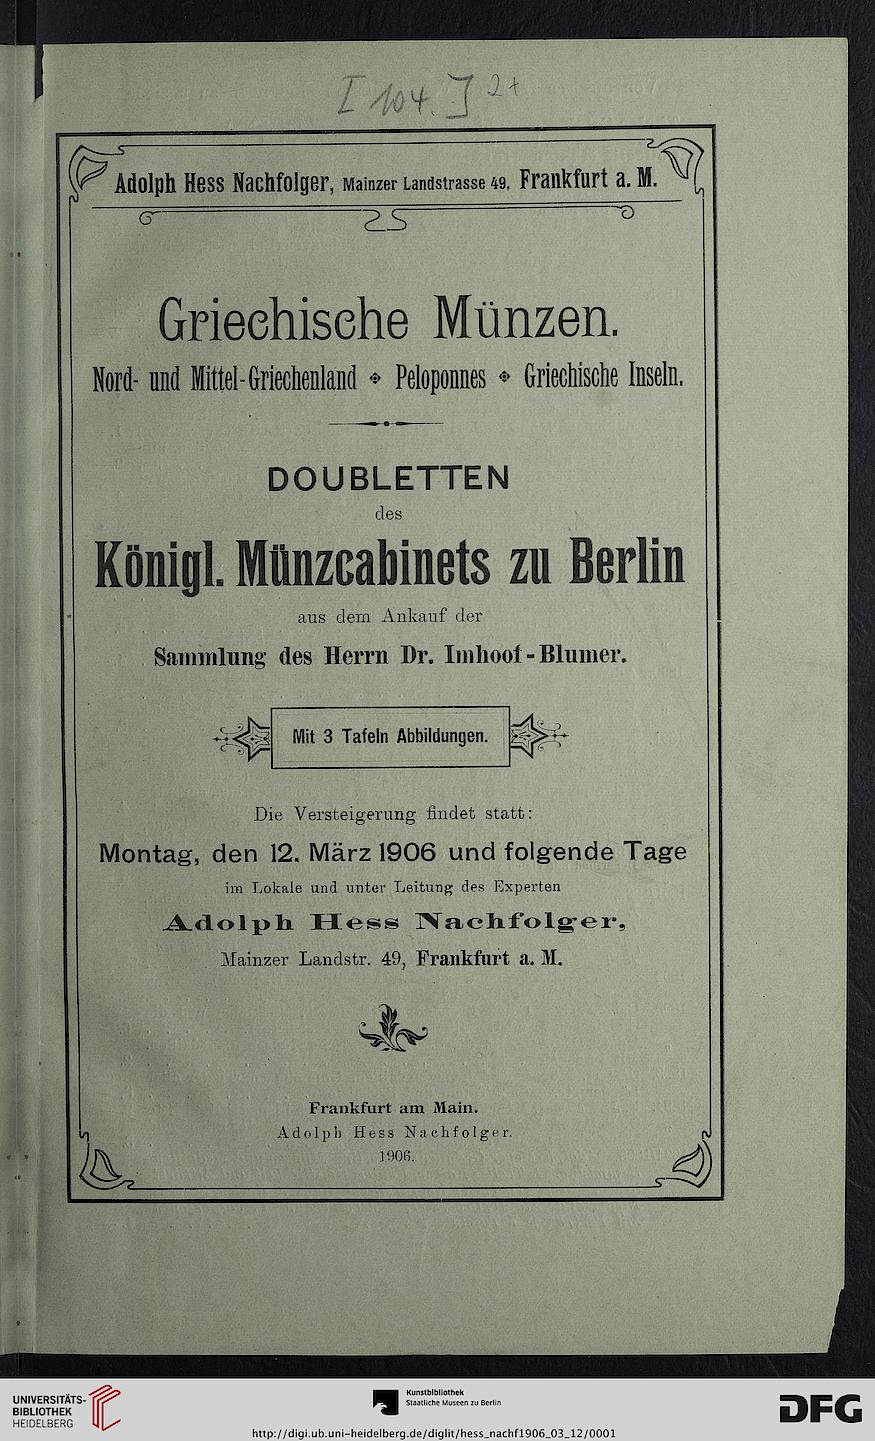 [104.] 2+
Adolph Hess Nachfolger, Mainzer Landstrasse 49, Frankfurt a. M.
Griechische Münzen.
Nord- und Mittel-Griechenland Peloponnes Griechische Inseln.
DOUBLETTEN
des
Königl. Münzcabinets zu Berlin
aus dem Ankauf der
Sammlung des Herrn Dr. Imhoof-Blumer.
Mit 3 Tafeln Abbildungen.
Die Versteigerung findet statt:
Montag, den 12. März 1906 und folgende Tage
im Lokale und unter Leitung des Experten
Adolph Hess Nachfolger,
Mainzer Landstr. 49, Frankfurt a. M.
Frankfurt am Main.
Adolph Hess Nachfolger.
1906.
UNIVERSITÄTS-
BIBLIOTHEK
HEIDELBERG
Kunstbibliothek
Staatliche Museen zu Berlin
DFG
http://digi.ub.uni-heidelberg.de/diglit/hess_nachf1906_03_12/0001